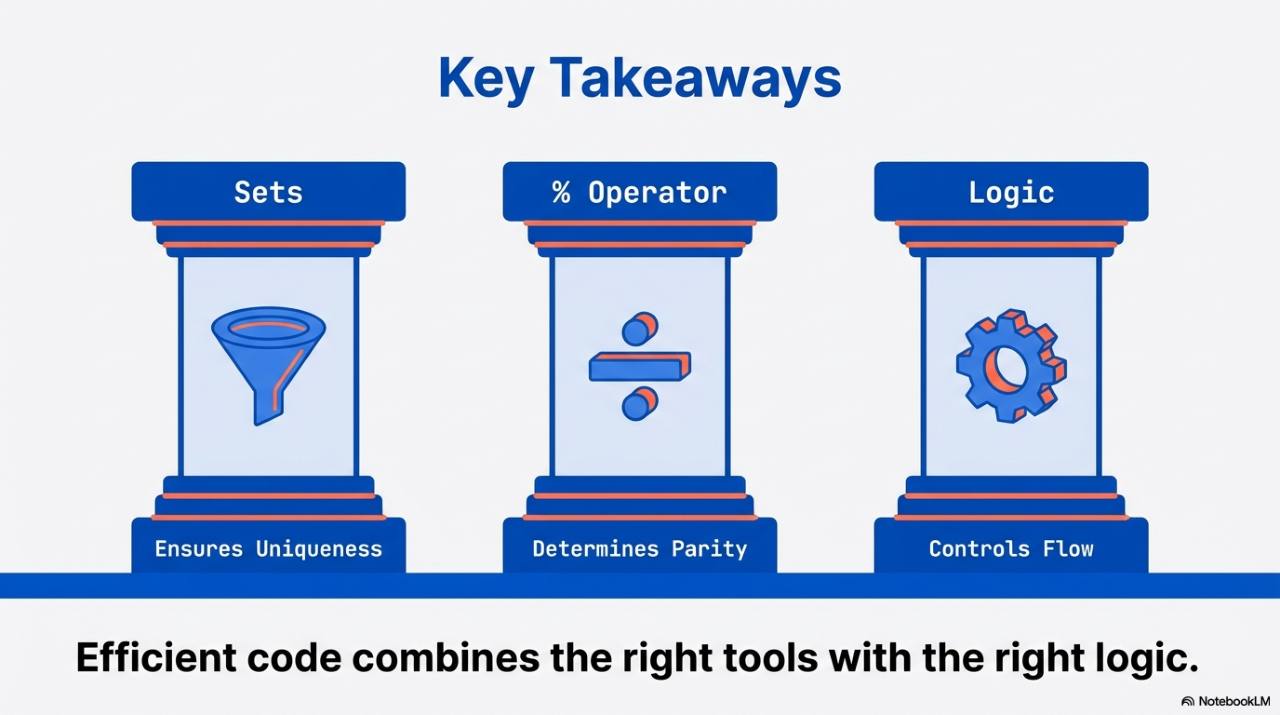 Key Takeaways
Sets
% Operator
Logic
Ensures Uniqueness
Determines Parity
Controls Flow
Efficient code combines the right tools with the right logic.
NotebookLM